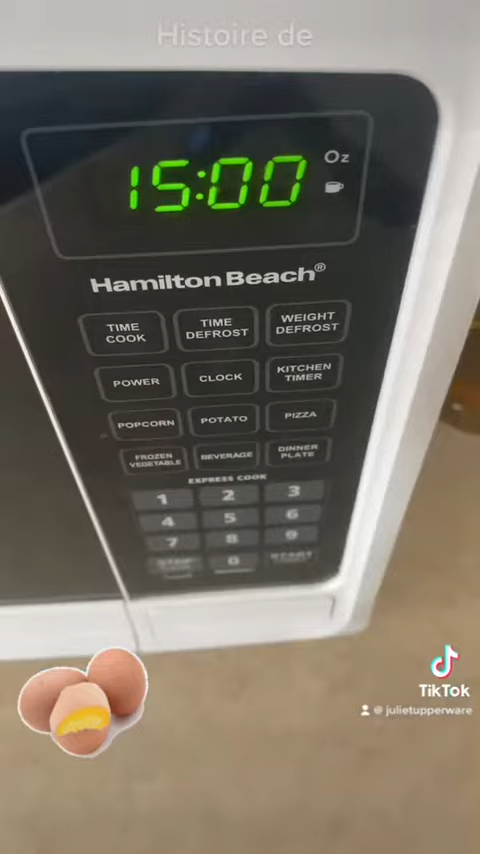 Histoire de
15:00
Oz
Hamilton Beach®
TIME COOK
TIME DEFROST
WEIGHT DEFROST
POWER
CLOCK
KITCHEN TIMER
POPCORN
POTATO
PIZZA
FROZEN VEGETABLE
BEVERAGE
DINNER PLATE
EXPRESS COOK
1 2 3
4 5 6
7 8 9
0
TikTok
@julietupperware